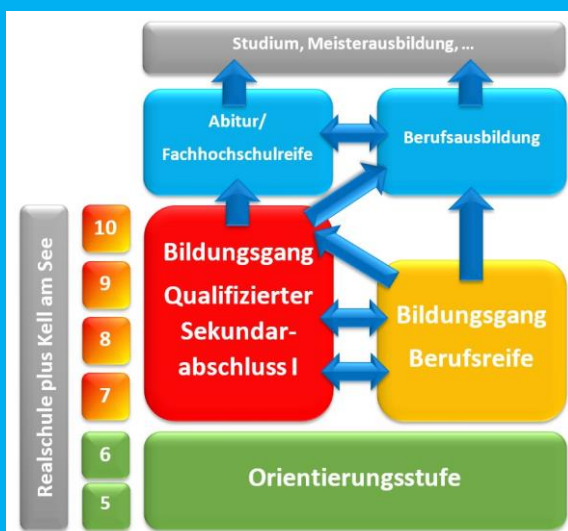 Studium, Meisterausbildung, ...
Abitur/
Fachhochschulreife
Berufsausbildung
Realschule plus Kell am See
10
9
8
7
6
5
Bildungsgang
Qualifizierter
Sekundar-
abschluss I
Bildungsgang
Berufsreife
Orientierungsstufe